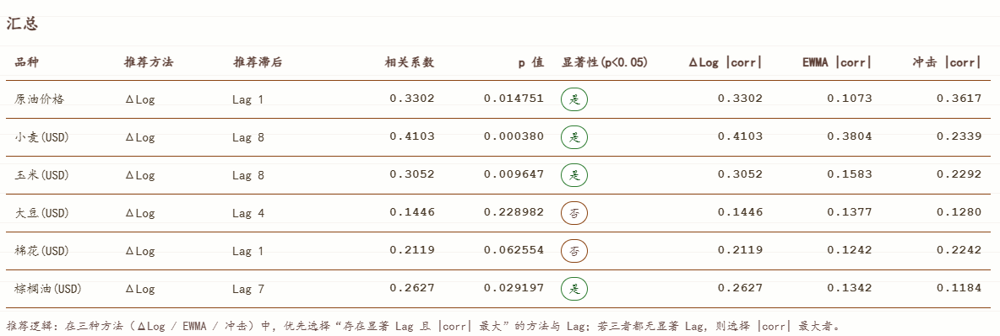 汇总
品种 推荐方法 推荐滞后 相关系数 p 值 显著性(p<0.05) ΔLog |corr| EWMA |corr| 冲击 |corr|
原油价格 ΔLog Lag 1 0.3302 0.014751 是 0.3302 0.1073 0.3617
小麦(USD) ΔLog Lag 8 0.4103 0.000380 是 0.4103 0.3804 0.2339
玉米(USD) ΔLog Lag 8 0.3052 0.009647 是 0.3052 0.1583 0.2292
大豆(USD) ΔLog Lag 4 0.1446 0.228982 否 0.1446 0.1377 0.1280
棉花(USD) ΔLog Lag 1 0.2119 0.062554 否 0.2119 0.1242 0.2242
棕榈油(USD) ΔLog Lag 7 0.2627 0.029197 是 0.2627 0.1342 0.1184
推荐逻辑: 在三种方法（ΔLog / EWMA / 冲击）中，优先选择“存在显著 Lag 且 |corr| 最大”的方法与 Lag；若三者都无显著 Lag，则选择 |corr| 最大者。